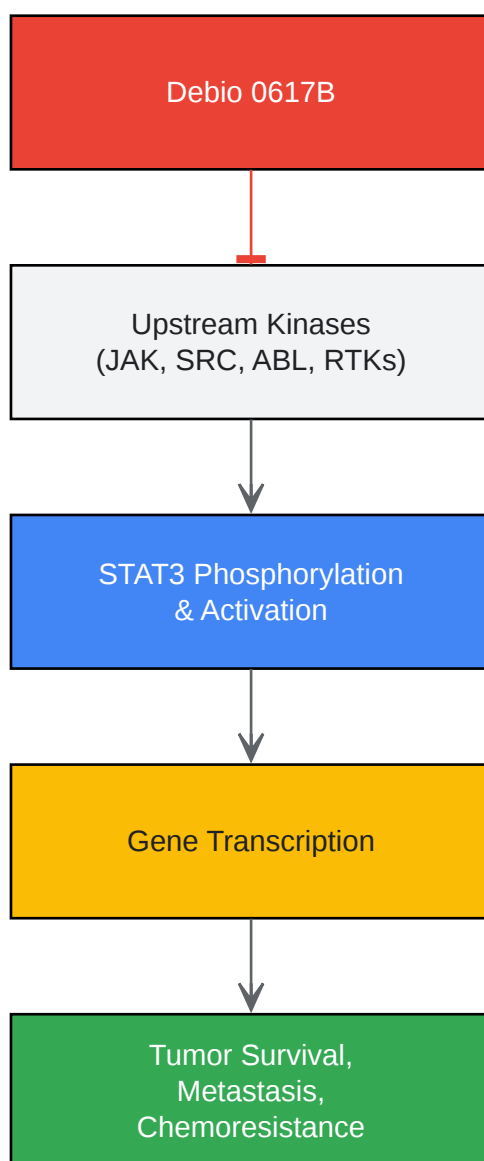 Debio 0617B
Upstream Kinases
(JAK, SRC, ABL, RTKs)
STAT3 Phosphorylation
& Activation
Gene Transcription
Tumor Survival,
Metastasis,
Chemoresistance